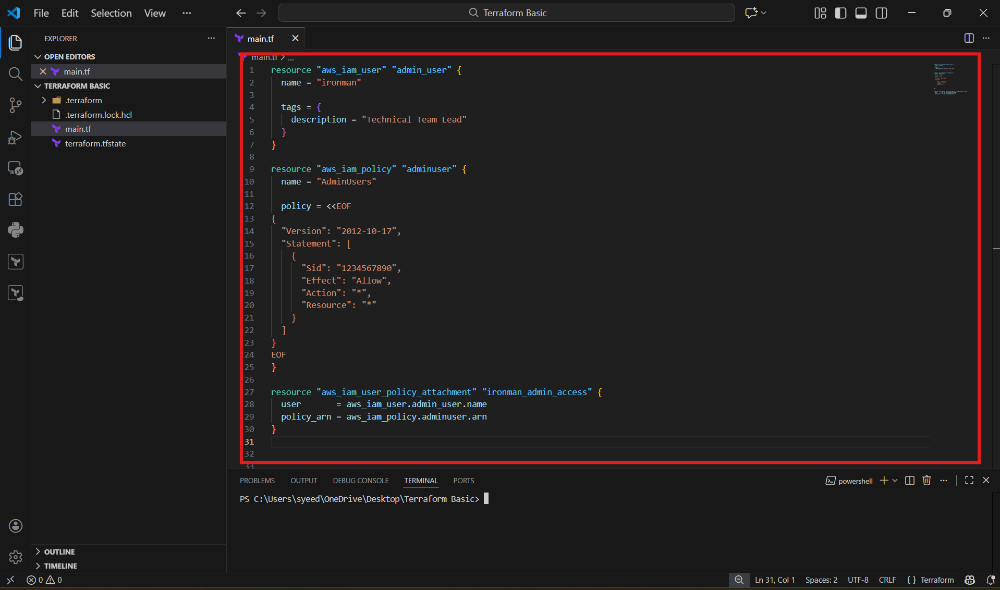 File Edit Selection View ... Terraform Basic
EXPLORER ...
OPEN EDITORS
main.tf
TERRAFORM BASIC
.terraform
.terraform.lock.hcl
main.tf
terraform.tfstate
OUTLINE
TIMELINE
main.tf
main.tf > ...
1 resource "aws_iam_user" "admin_user" {
2   name = "ironman"
3
4   tags = {
5     description = "Technical Team Lead"
6   }
7 }
8
9 resource "aws_iam_policy" "adminuser" {
10   name = "AdminUsers"
11
12   policy = <<EOF
13 {
14   "Version": "2012-10-17",
15   "Statement": [
16     {
17       "Sid": "1234567890",
18       "Effect": "Allow",
19       "Action": "*",
20       "Resource": "*"
21     }
22   ]
23 }
24 EOF
25 }
26
27 resource "aws_iam_user_policy_attachment" "ironman_admin_access" {
28   user       = aws_iam_user.admin_user.name
29   policy_arn = aws_iam_policy.adminuser.arn
30 }
31
32
33
PROBLEMS OUTPUT DEBUG CONSOLE TERMINAL PORTS powershell
PS C:\Users\syeed\OneDrive\Desktop\Terraform Basic>
0 0 Ln 31, Col 1 Spaces: 2 UTF-8 CRLF { } Terraform